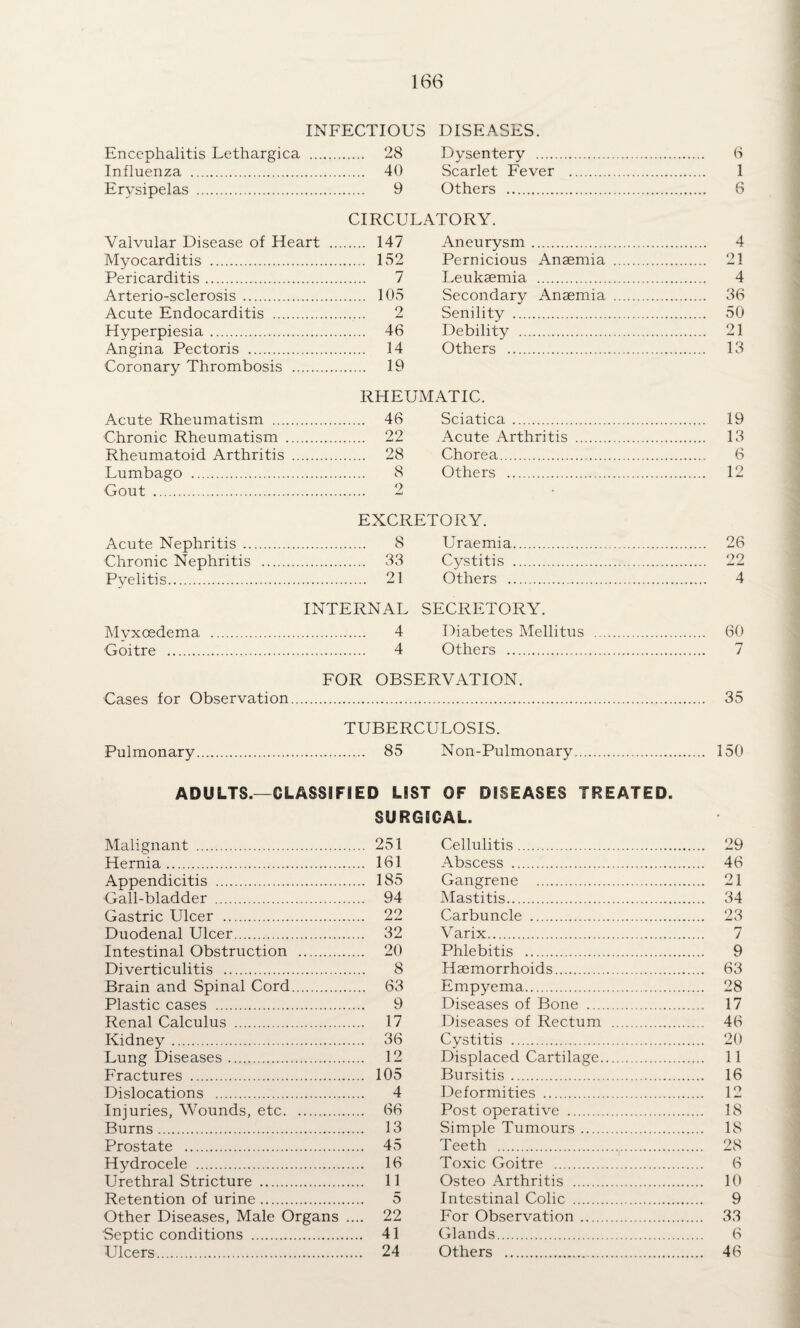 166
INFECTIOUS DISEASES.
Encephalitis Lethargica ............ 28 Dysentery ............ 6
Influenza ............ 40 Scarlet Fever ............ 1
Erysipelas ............ 9 Others ............ 6
CIRCULATORY.
Valvular Disease of Heart ........ 147 Aneurysm ............ 4
Myocarditis ............ 152 Pernicious Anæmia ............ 21
Pericarditis ............ 7 Leukæmia ............ 4
Arterio-sclerosis ............ 105 Secondary Anæmia ............ 36
Acute Endocarditis ............ 2 Senility ............ 50
Hyperpiesia ............ 46 Debility ............ 21
Angina Pectoris ............ 14 Others ............ 13
Coronary Thrombosis ............ 19
RHEUMATIC.
Acute Rheumatism ............ 46 Sciatica ............ 19
Chronic Rheumatism ............ 22 Acute Arthritis ............ 13
Rheumatoid Arthritis ............ 28 Chorea ............ 6
Lumbago ............ 8 Others ............ 12
Gout ............ 2
EXCRETORY.
Acute Nephritis ............ 8 Uraemia ............ 26
Chronic Nephritis ............ 33 Cystitis ............ 22
Pyelitis ............ 21 Others ............ 4
INTERNAL SECRETORY.
Myxœdema ............ 4 Diabetes Mellitus ............ 60
Goitre ............ 4 Others ............ 7
FOR OBSERVATION.
Cases for Observation ............ 35
TUBERCULOSIS.
Pulmonary ............ 85 Non-Pulmonary ............ 150
ADULTS.—CLASSIFIED LIST OF DISEASES TREATED.
SURGICAL.
Malignant ............ 251 Cellulitis ............ 29
Hernia ............ 161 Abscess ............ 46
Appendicitis ............ 185 Gangrene ............ 21
Gall-bladder ............ 94 Mastitis ............ 34
Gastric Ulcer ............ 22 Carbuncle ............ 23
Duodenal Ulcer ............ 32 Varix ............ 7
Intestinal Obstruction ............ 20 Phlebitis ............ 9
Diverticulitis ............ 8 Hæmorrhoids ............ 63
Brain and Spinal Cord ............ 63 Empyema ............ 28
Plastic cases ............ 9 Diseases of Bone ............ 17
Renal Calculus ............ 17 Diseases of Rectum ............ 46
Kidney ............ 36 Cystitis ............ 20
Lung Diseases ............ 12 Displaced Cartilage ............ 11
Fractures ............ 105 Bursitis ............ 16
Dislocations ............ 4 Deformities ............ 12
Injuries, Wounds, etc. ............ 66 Post operative ............ 18
Burns ............ 13 Simple Tumours ............ 18
Prostate ............ 45 Teeth ............ 28
Hydrocele ............ 16 Toxic Goitre ............ 6
Urethral Stricture ............ 11 Osteo Arthritis ............ 10
Retention of urine ............ 5 Intestinal Colic ............ 9
Other Diseases, Male Organs .... 22 For Observation ............ 33
Septic conditions ............ 41 Glands ............ 6
Ulcers ............ 24 Others ............ 46